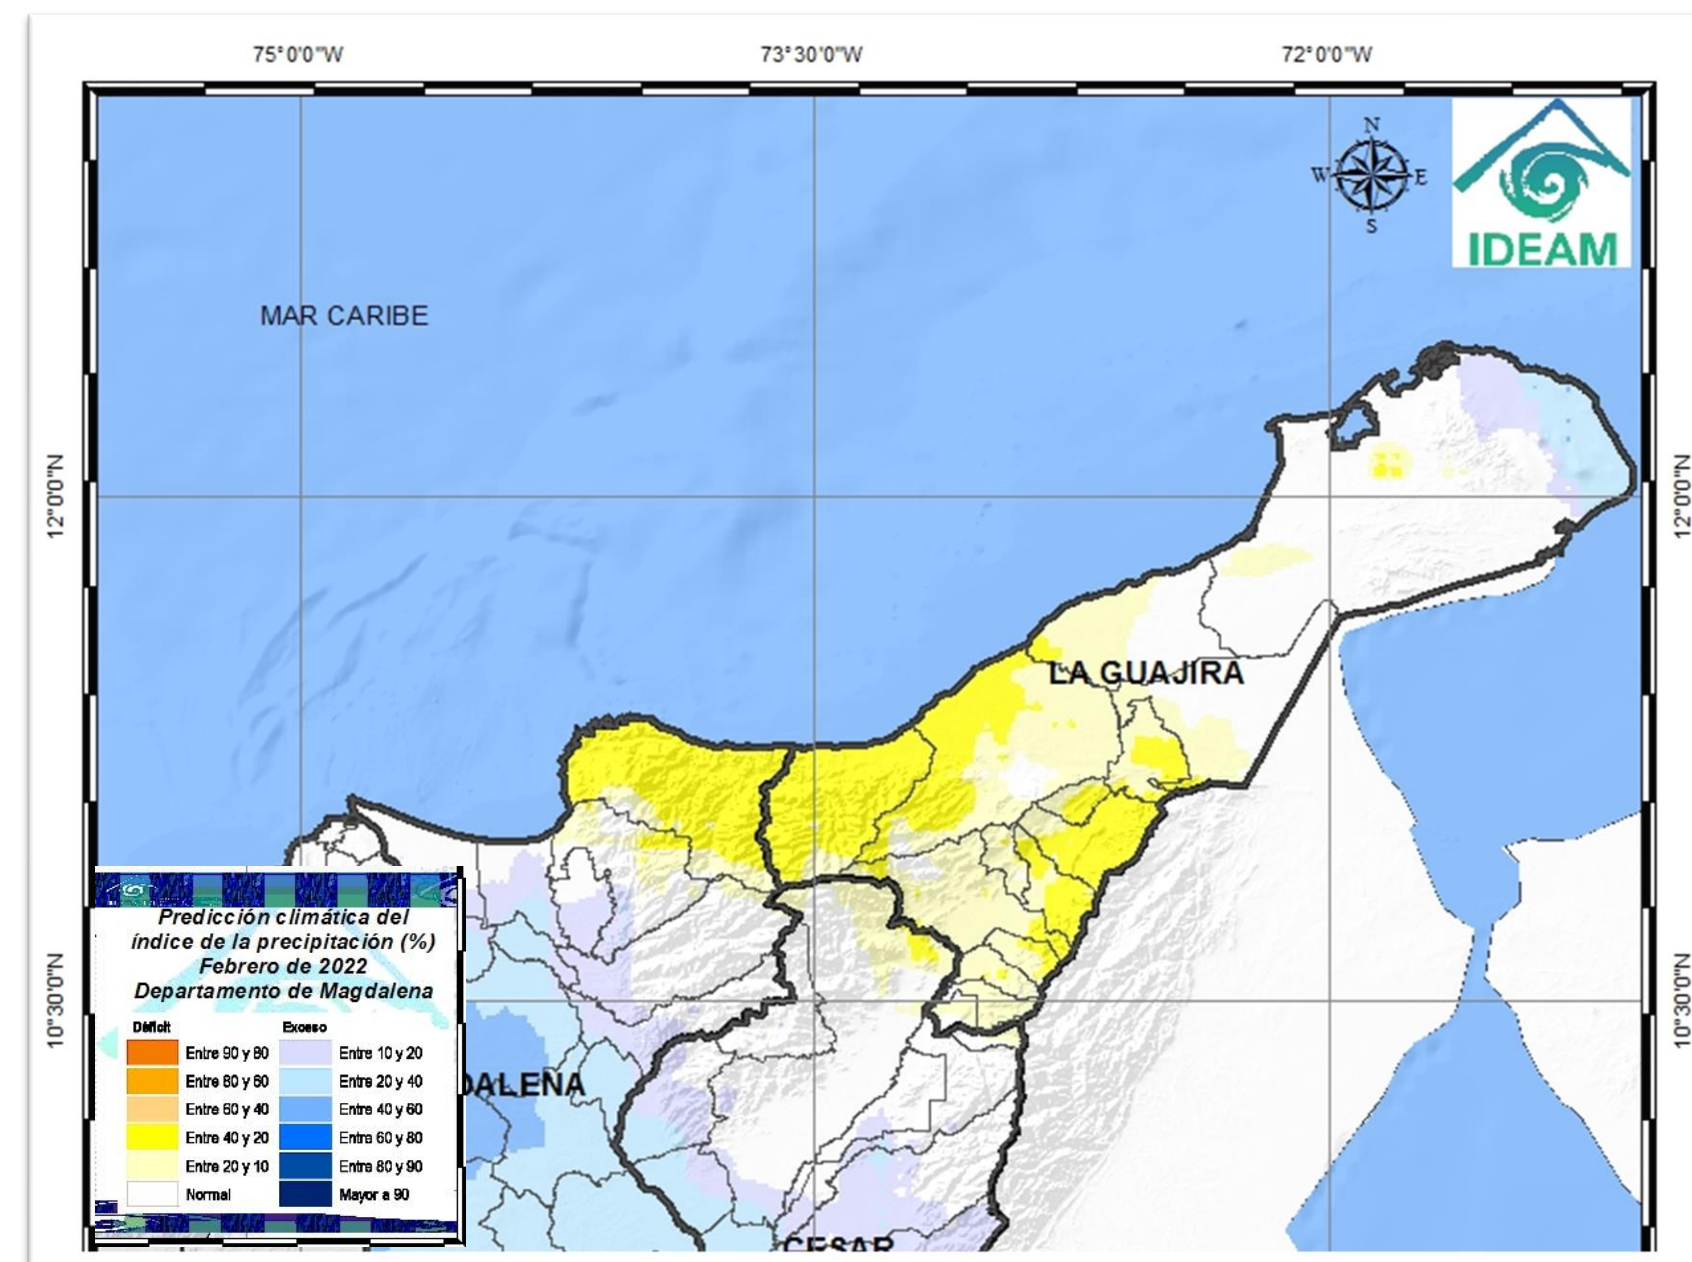 75°0'0"W
73°30'0"W
72°0'0"W
N
W
E
S
IDEAM
MAR CARIBE
12°0'0"N
12°0'0"N
LA GUAJIRA
10°30'0"N
10°30'0"N
DALENA
CESAR
Predicción climática del
índice de la precipitación (%)
Febrero de 2022
Departamento de Magdalena
Déficit
Exceso
Entre 90 y 80
Entre 10 y 20
Entre 80 y 60
Entre 20 y 40
Entre 60 y 40
Entre 40 y 60
Entre 40 y 20
Entre 60 y 80
Entre 20 y 10
Entre 80 y 90
Normal
Mayor a 90